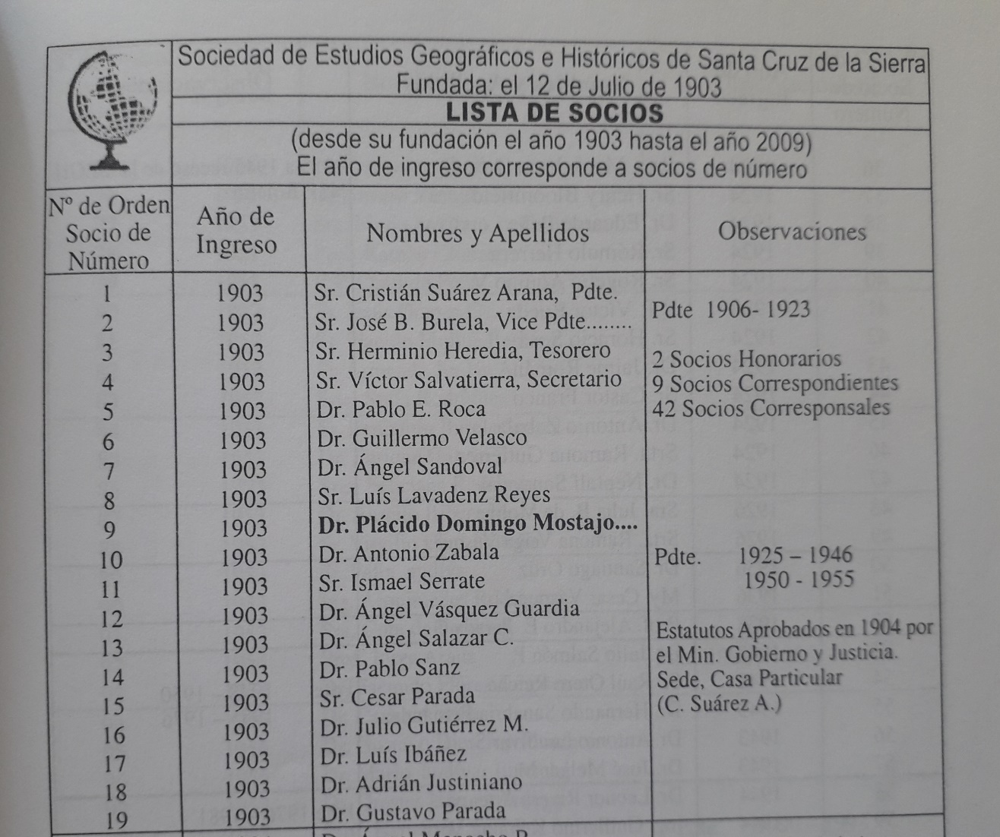 Sociedad de Estudios Geográficos e Históricos de Santa Cruz de la Sierra
Fundada: el 12 de Julio de 1903
LISTA DE SOCIOS
(desde su fundación el año 1903 hasta el año 2009)
El año de ingreso corresponde a socios de número
Nº de Orden Socio de Número | Año de Ingreso | Nombres y Apellidos | Observaciones
1 1903 Sr. Cristián Suárez Arana, Pdte.
Pdte 1906- 1923
2 1903 Sr. José B. Burela, Vice Pdte........
3 1903 Sr. Herminio Heredia, Tesorero
2 Socios Honorarios
4 1903 Sr. Víctor Salvatierra, Secretario
9 Socios Correspondientes
5 1903 Dr. Pablo E. Roca
42 Socios Corresponsales
6 1903 Dr. Guillermo Velasco
7 1903 Dr. Ángel Sandoval
8 1903 Sr. Luís Lavadenz Reyes
9 1903 Dr. Plácido Domingo Mostajo....
10 1903 Dr. Antonio Zabala
Pdte. 1925 – 1946
11 1903 Sr. Ismael Serrate
1950 - 1955
12 1903 Dr. Ángel Vásquez Guardia
Estatutos Aprobados en 1904 por
13 1903 Dr. Ángel Salazar C.
el Min. Gobierno y Justicia.
14 1903 Dr. Pablo Sanz
Sede, Casa Particular
15 1903 Sr. Cesar Parada
(C. Suárez A.)
16 1903 Dr. Julio Gutiérrez M.
17 1903 Dr. Luís Ibáñez
18 1903 Dr. Adrián Justiniano
19 1903 Dr. Gustavo Parada